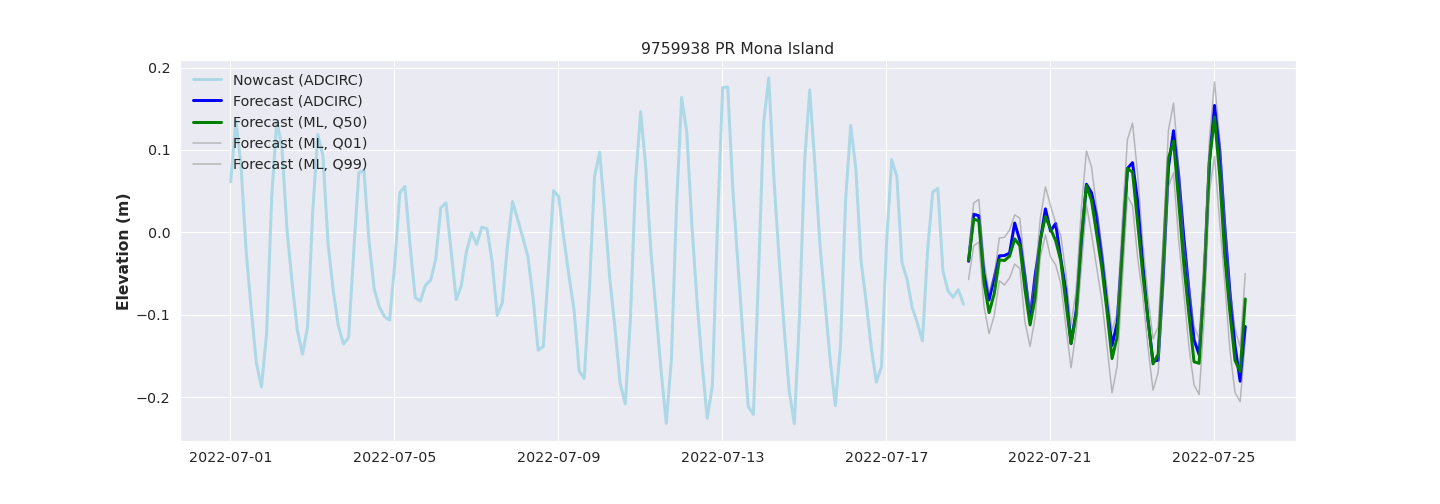 9759938 PR Mona Island
Nowcast (ADCIRC)
Forecast (ADCIRC)
Forecast (ML, Q50)
Forecast (ML, Q01)
Forecast (ML, Q99)
Elevation (m)
0.2
0.1
0.0
−0.1
−0.2
2022-07-01
2022-07-05
2022-07-09
2022-07-13
2022-07-17
2022-07-21
2022-07-25